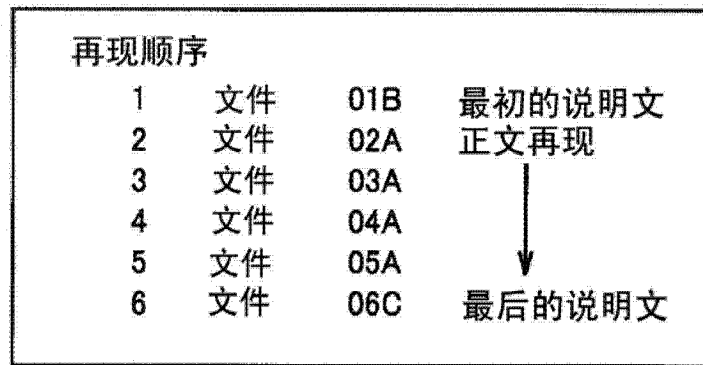 再现顺序
1 文件 01B 最初的说明文
2 文件 02A 正文再现
3 文件 03A
4 文件 04A
5 文件 05A
6 文件 06C 最后的说明文